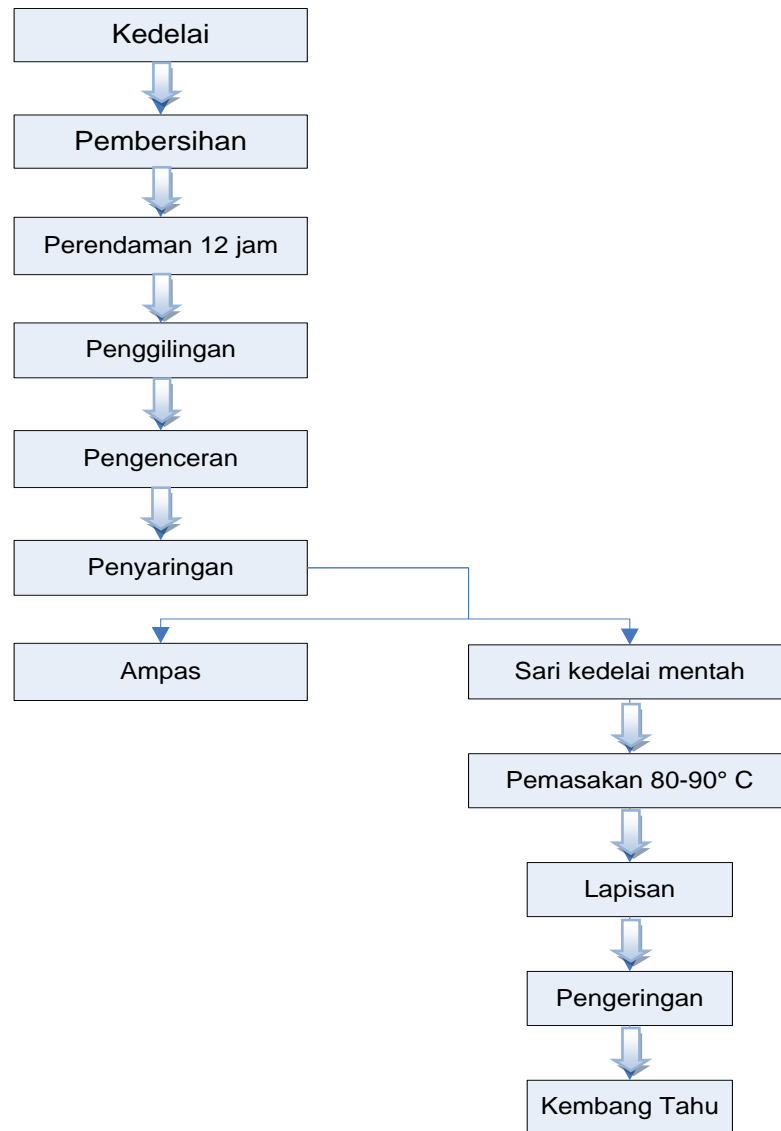 Kedelai
Pembersihan
Perendaman 12 jam
Penggilingan
Pengenceran
Penyaringan
Ampas
Sari kedelai mentah
Pemasakan 80-90° C
Lapisan
Pengeringan
Kembang Tahu